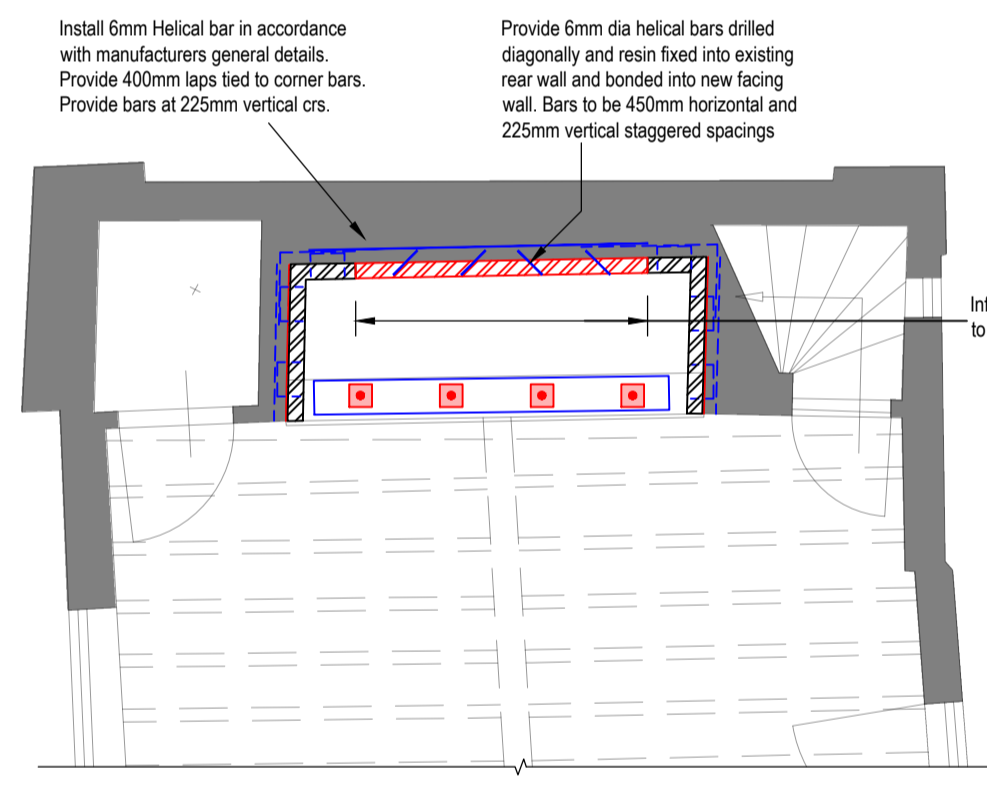 Install 6mm Helical bar in accordance
with manufacturers general details.
Provide 400mm laps tied to corner bars.
Provide bars at 225mm vertical crs.
Provide 6mm dia helical bars drilled
diagonally and resin fixed into existing
rear wall and bonded into new facing
wall. Bars to be 450mm horizontal and
225mm vertical staggered spacings
to